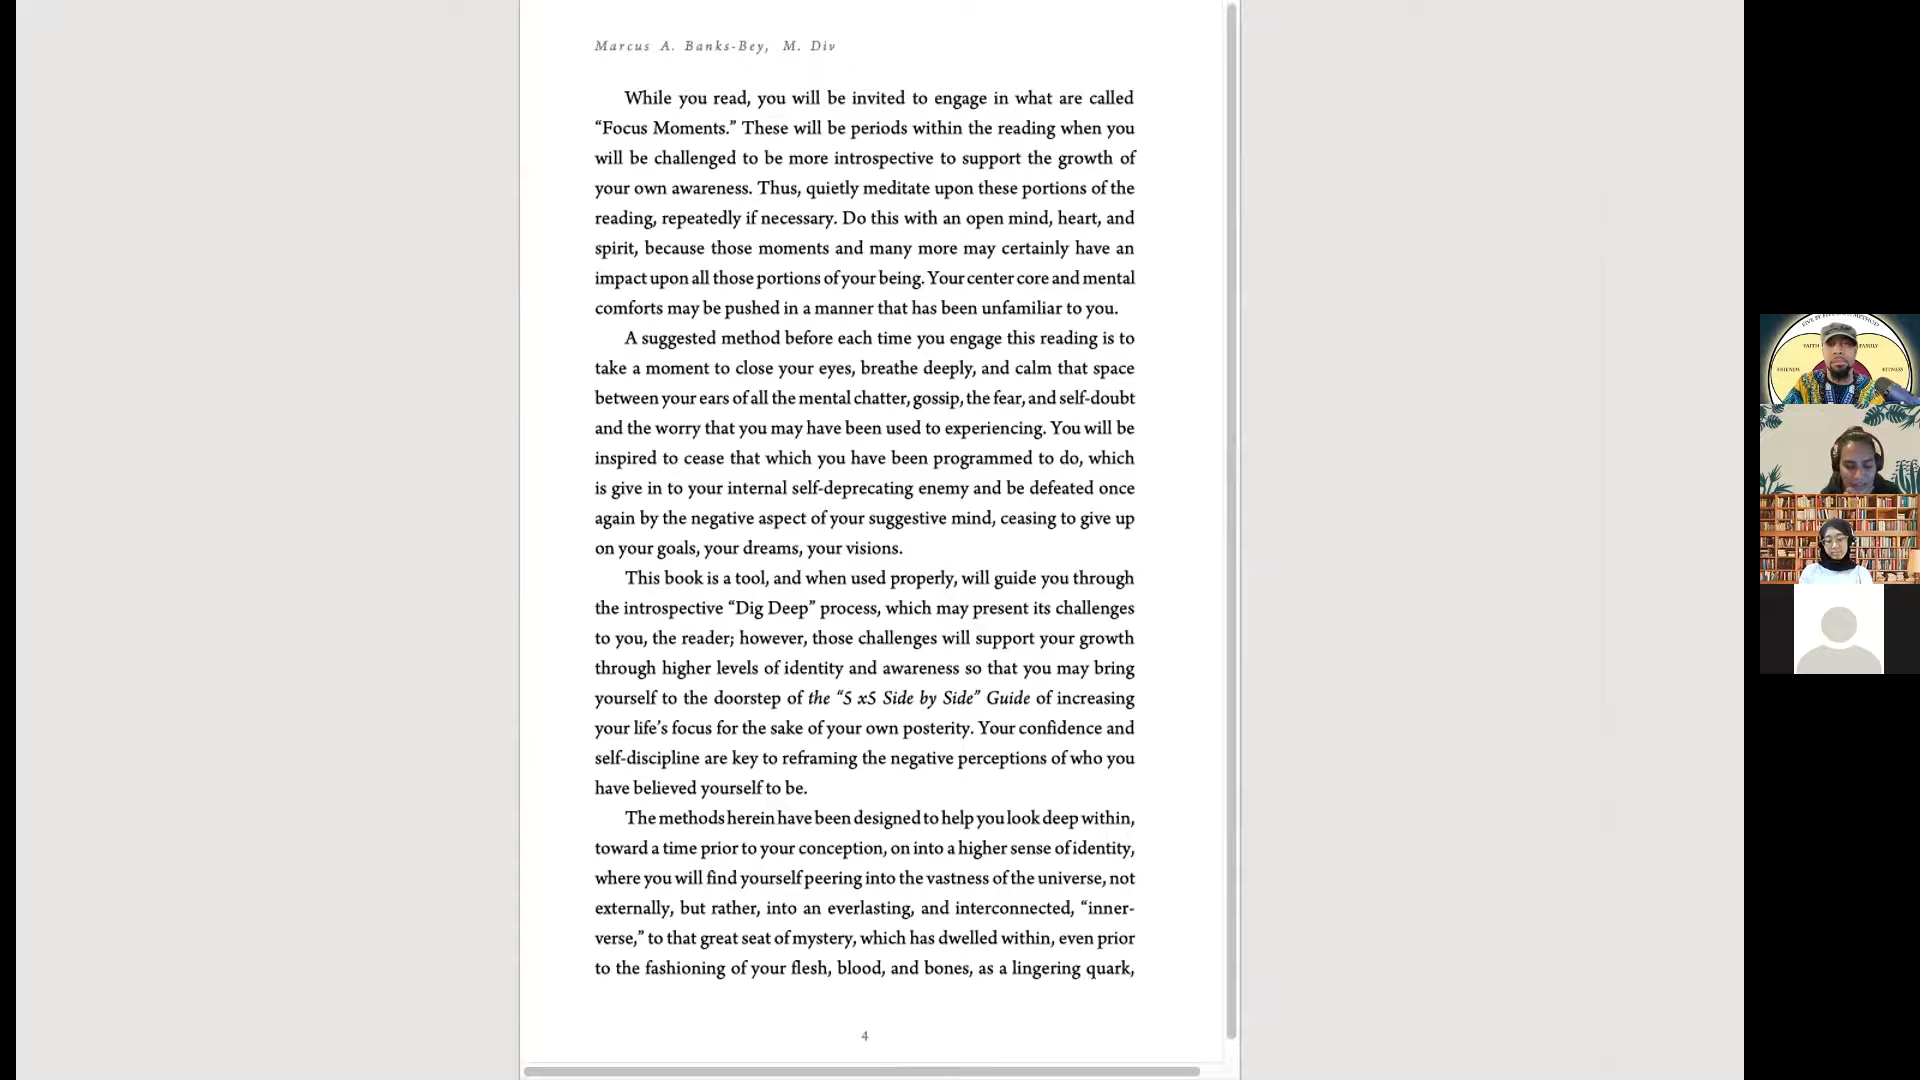 Marcus A. Banks-Bey, M. Div
While you read, you will be invited to engage in what are called
“Focus Moments.” These will be periods within the reading when you
will be challenged to be more introspective to support the growth of
your own awareness. Thus, quietly meditate upon these portions of the
reading, repeatedly if necessary. Do this with an open mind, heart, and
spirit, because those moments and many more may certainly have an
impact upon all those portions of your being. Your center core and mental
comforts may be pushed in a manner that has been unfamiliar to you.
A suggested method before each time you engage this reading is to
take a moment to close your eyes, breathe deeply, and calm that space
between your ears of all the mental chatter, gossip, the fear, and self-doubt
and the worry that you may have been used to experiencing. You will be
inspired to cease that which you have been programmed to do, which
is give in to your internal self-deprecating enemy and be defeated once
again by the negative aspect of your suggestive mind, ceasing to give up
on your goals, your dreams, your visions.
This book is a tool, and when used properly, will guide you through
the introspective “Dig Deep” process, which may present its challenges
to you, the reader; however, those challenges will support your growth
through higher levels of identity and awareness so that you may bring
yourself to the doorstep of the “5 x5 Side by Side” Guide of increasing
your life’s focus for the sake of your own posterity. Your confidence and
self-discipline are key to reframing the negative perceptions of who you
have believed yourself to be.
The methods herein have been designed to help you look deep within,
toward a time prior to your conception, on into a higher sense of identity,
where you will find yourself peering into the vastness of the universe, not
externally, but rather, into an everlasting, and interconnected, “inner-
verse,” to that great seat of mystery, which has dwelled within, even prior
to the fashioning of your flesh, blood, and bones, as a lingering quark,
4
FAITH
FAMILY
FRIENDS
FITNESS